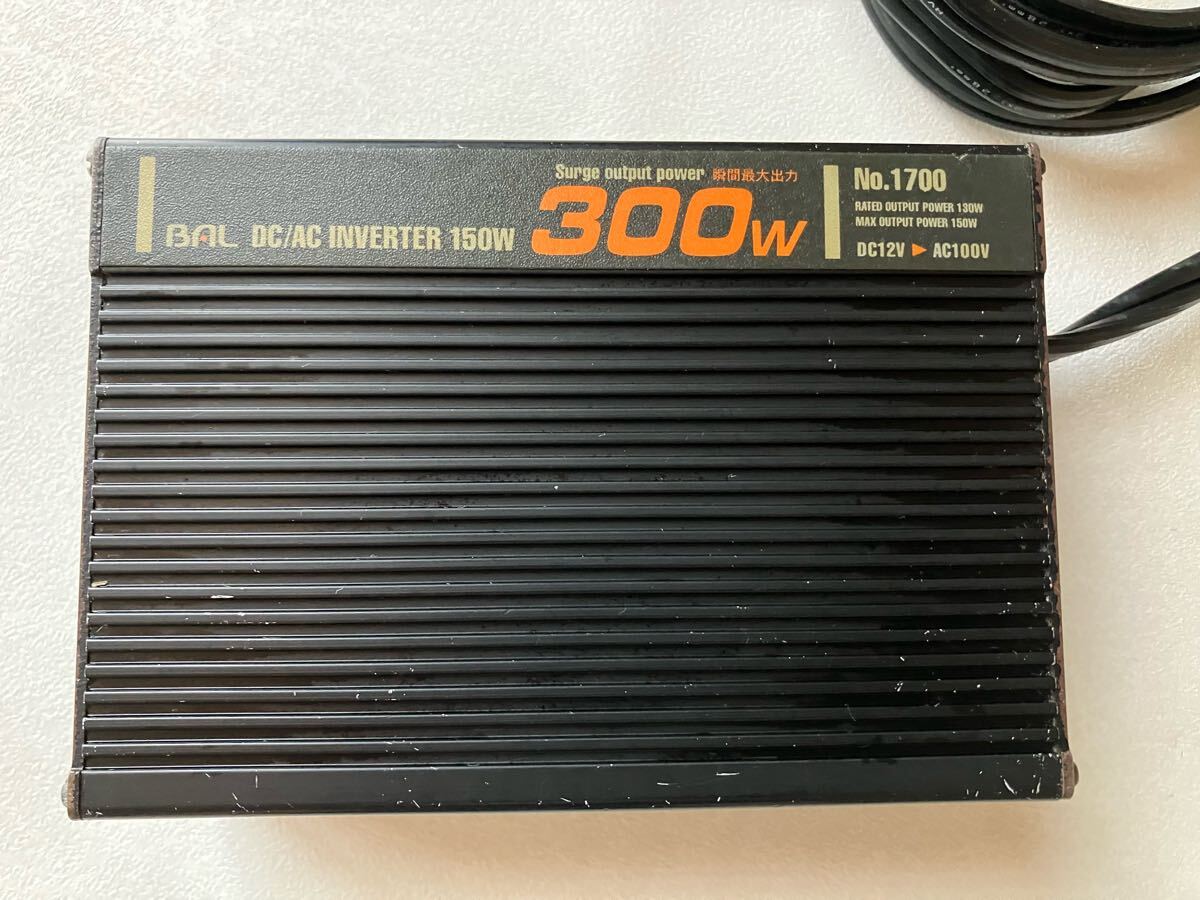 BAL DC/AC INVERTER 150W
Surge output power 瞬間最大出力
300W
No.1700
RATED OUTPUT POWER 130W
MAX OUTPUT POWER 150W
DC12V ▶ AC100V